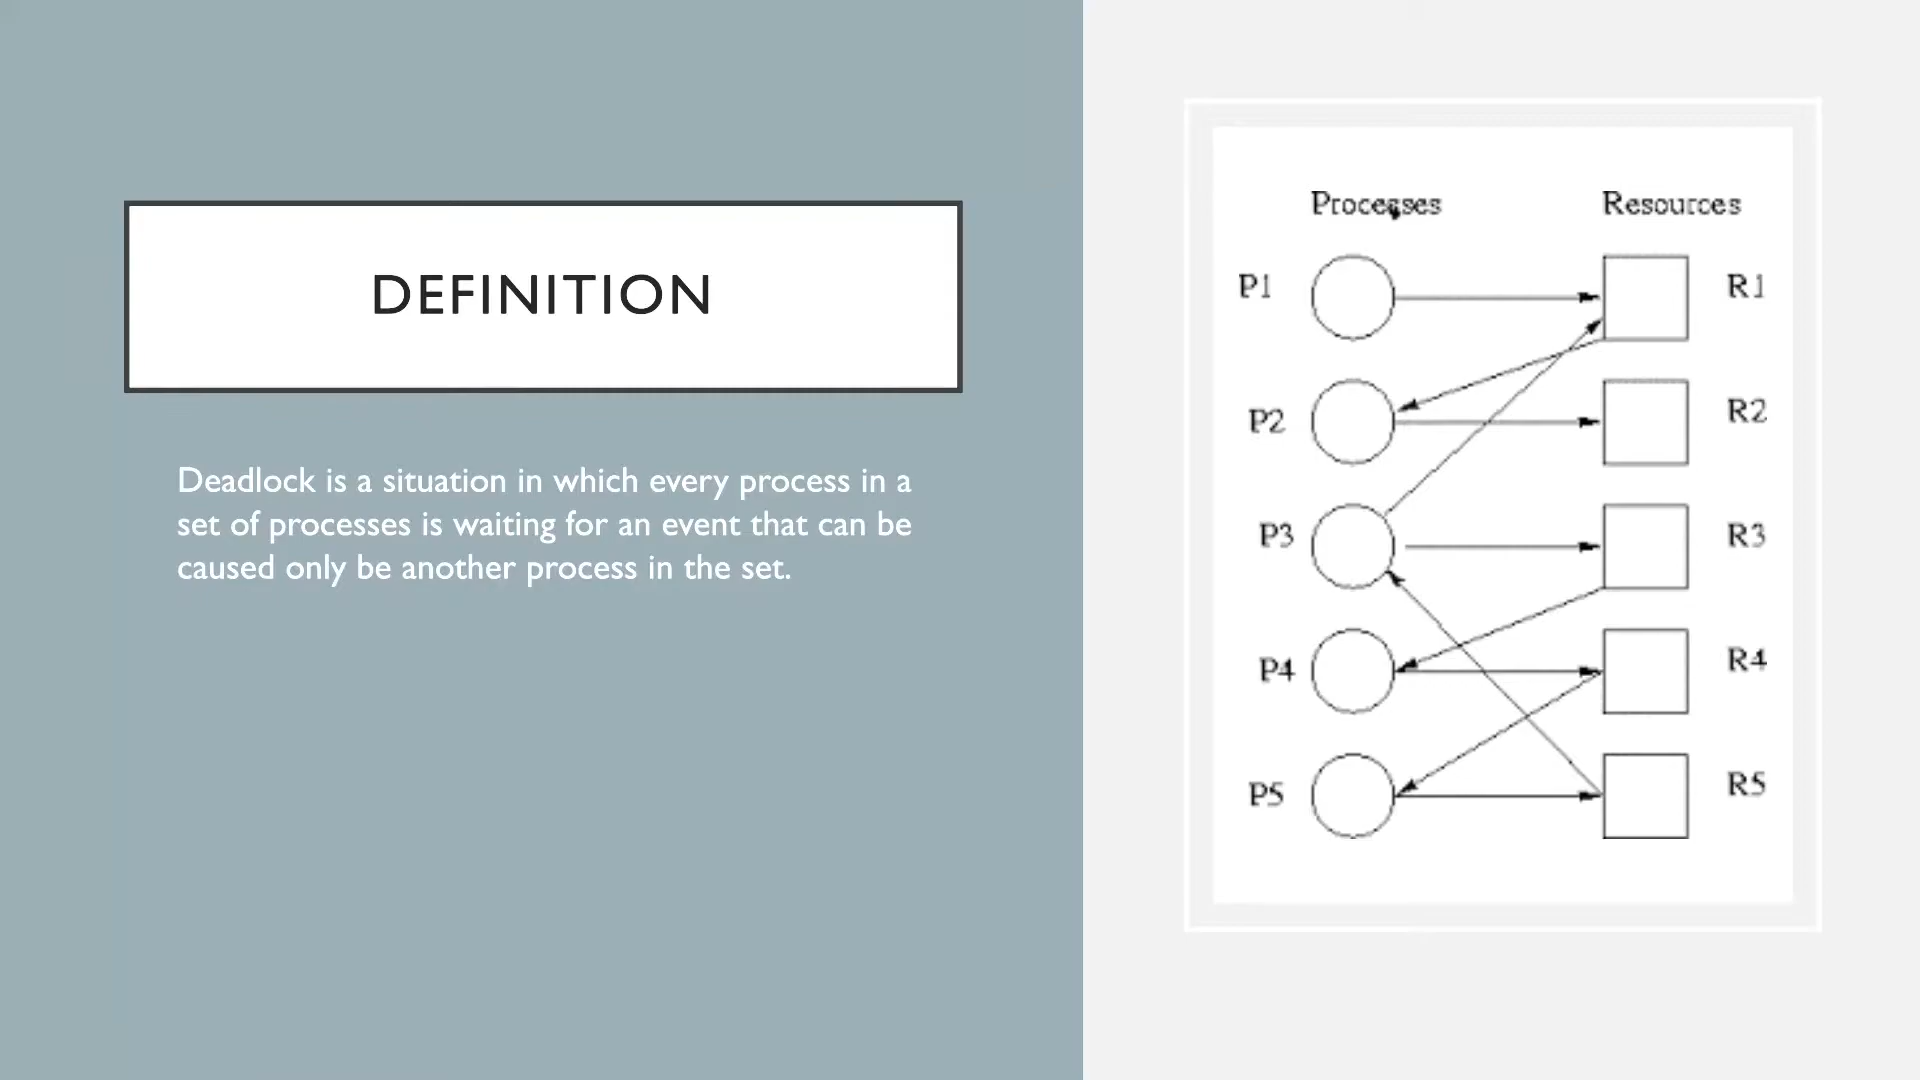 DEFINITION
Deadlock is a situation in which every process in a
set of processes is waiting for an event that can be
caused only be another process in the set.
Processes Resources
P1 R1
P2 R2
P3 R3
P4 R4
P5 R5